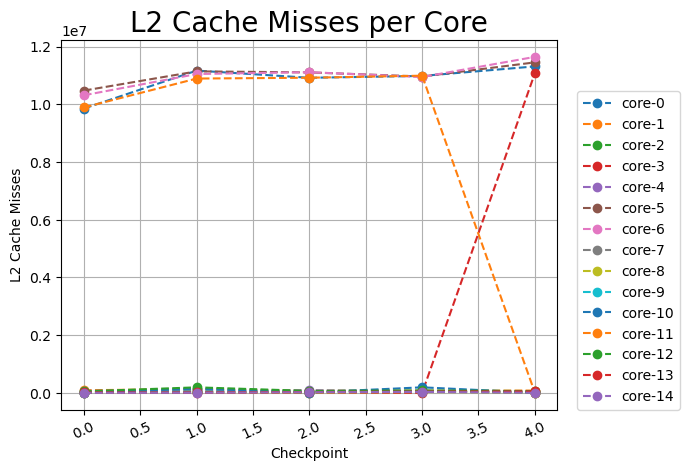 L2 Cache Misses per Core
1e7
1.2
1.0
0.8
0.6
0.4
0.2
0.0
L2 Cache Misses
0.0 0.5 1.0 1.5 2.0 2.5 3.0 3.5 4.0
Checkpoint
core-0
core-1
core-2
core-3
core-4
core-5
core-6
core-7
core-8
core-9
core-10
core-11
core-12
core-13
core-14